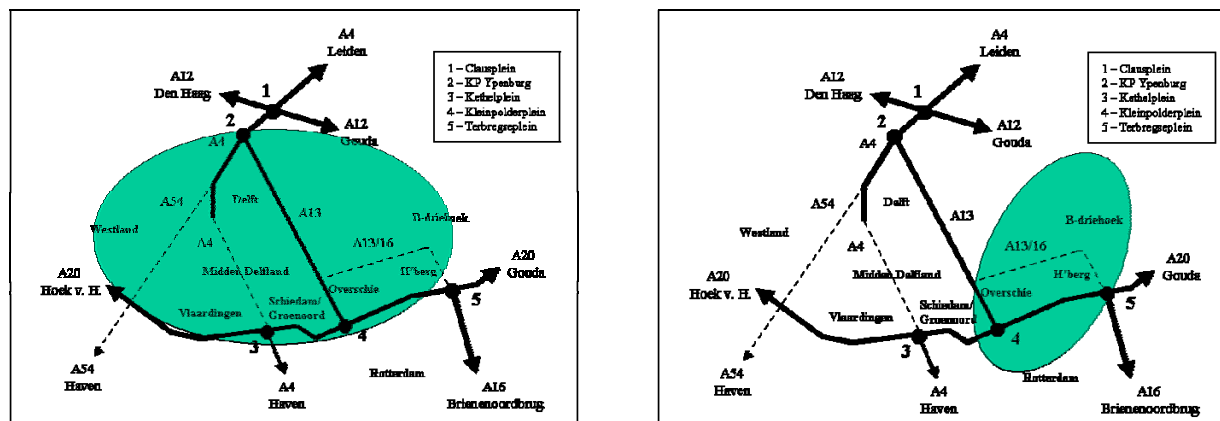 A4
Leiden
A12
Den Haag
1
2
A12
Gouda
1 – Clausplein
2 – KP Ypenburg
3 – Kethelplein
4 – Kleinpolderplein
5 – Terbregseplein
A4
A54
Delft
A13
B-driehoek
Westland
A4
A13/16
Midden Delfland
H'berg
A20
Gouda
A20
Hoek v. H.
Overschie
5
Vlaardingen
Schiedam/
Groenoord
3
4
A54
Haven
A4
Haven
Rotterdam
A16
Brienenoordbrug
A4
Leiden
A12
Den Haag
1
2
A12
Gouda
1 – Clausplein
2 – KP Ypenburg
3 – Kethelplein
4 – Kleinpolderplein
5 – Terbregseplein
A4
A54
Delft
A13
B-driehoek
Westland
A4
A13/16
Midden Delfland
H'berg
A20
Gouda
A20
Hoek v. H.
Overschie
5
Vlaardingen
Schiedam/
Groenoord
3
4
A54
Haven
A4
Haven
Rotterdam
A16
Brienenoordbrug